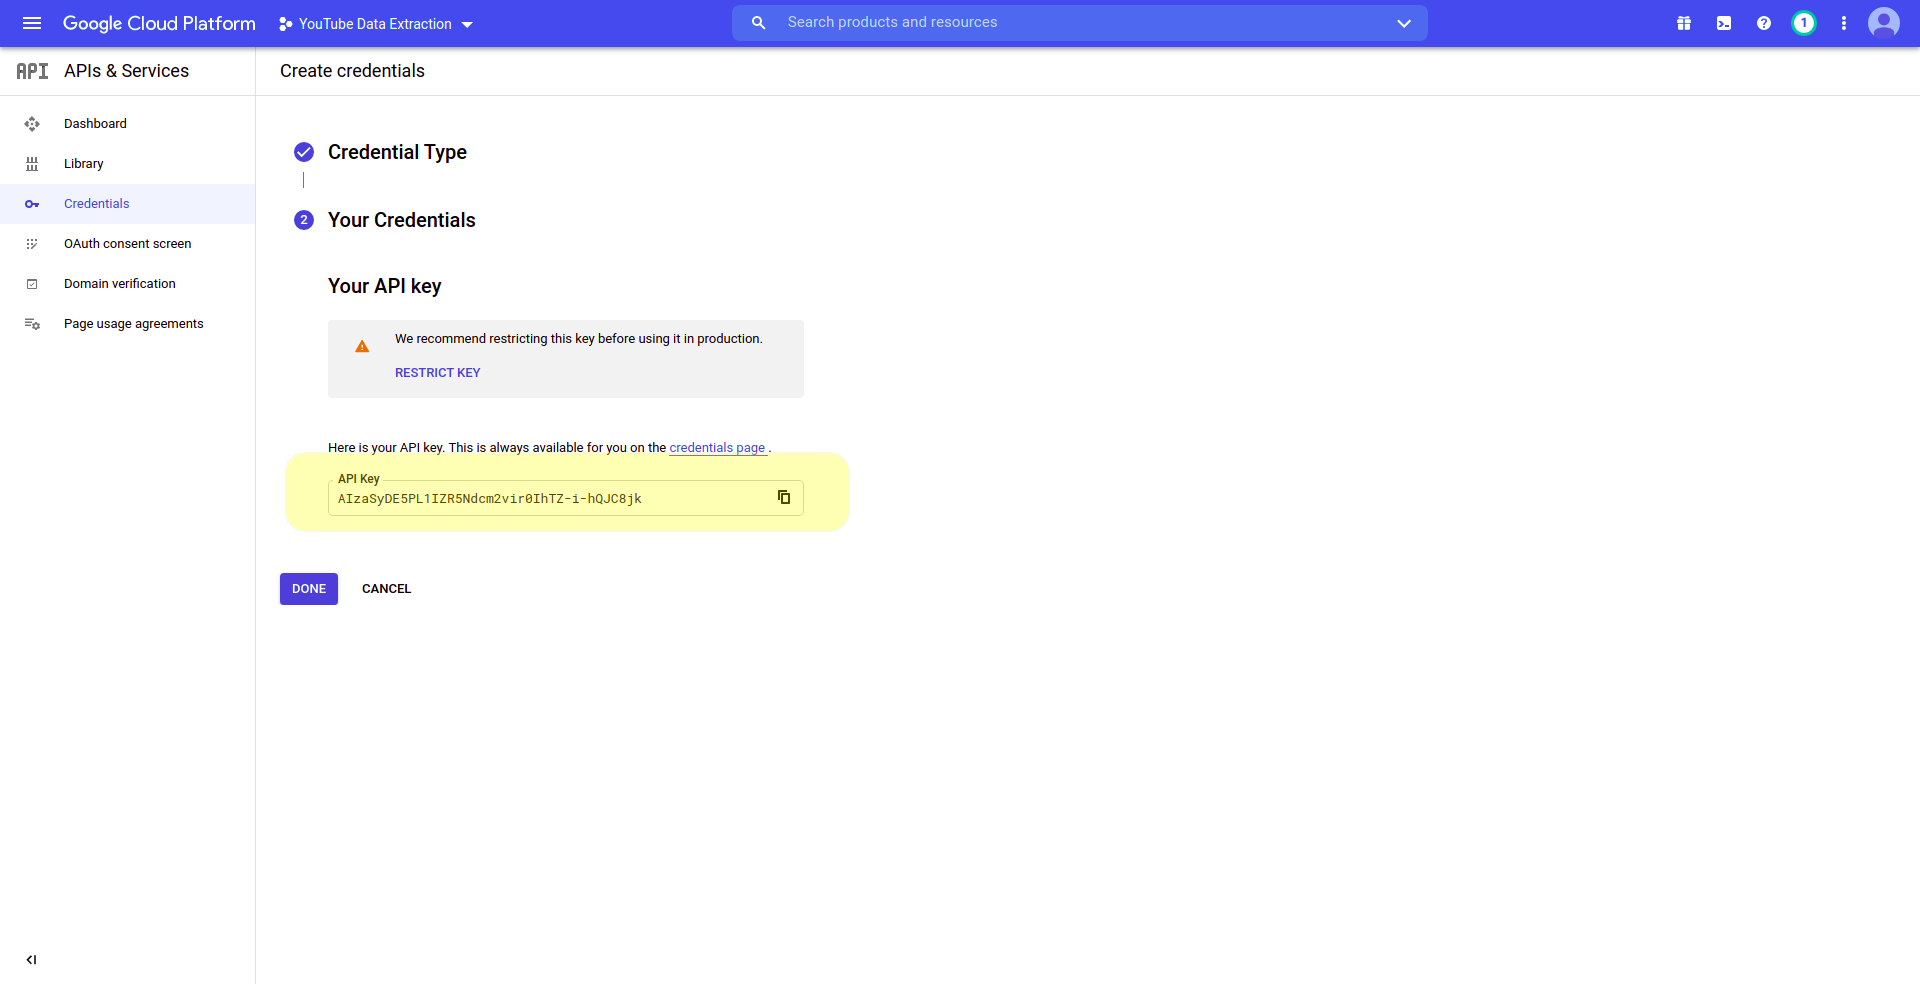 Google Cloud Platform
YouTube Data Extraction
Search products and resources
1
API
APIs & Services
Create credentials
Dashboard
Library
Credentials
OAuth consent screen
Domain verification
Page usage agreements
Credential Type
2
Your Credentials
Your API key
We recommend restricting this key before using it in production.
RESTRICT KEY
Here is your API key. This is always available for you on the credentials page .
API Key
AIzaSyDE5PL1IZR5Ndcm2vir0IhTZ-i-hQJC8jk
DONE
CANCEL